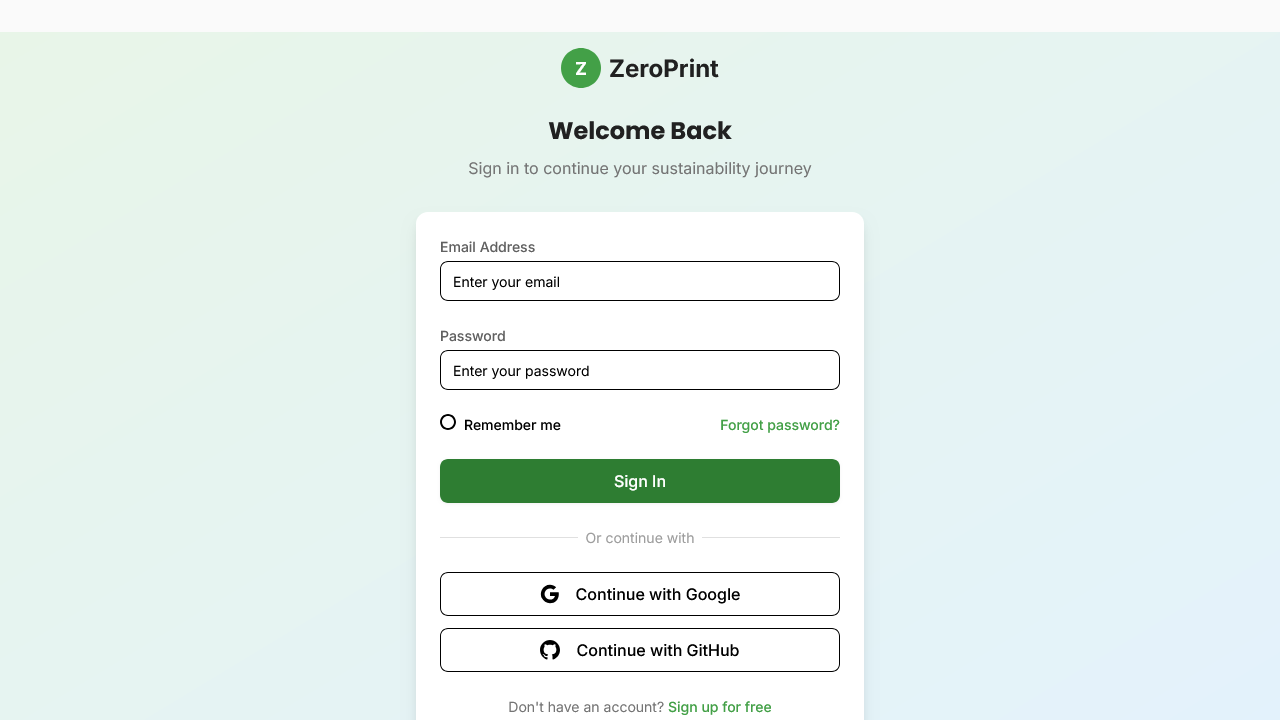 Z ZeroPrint
Welcome Back
Sign in to continue your sustainability journey
Email Address
Enter your email
Password
Enter your password
Remember me Forgot password?
Sign In
Or continue with
Continue with Google
Continue with GitHub
Don't have an account? Sign up for free